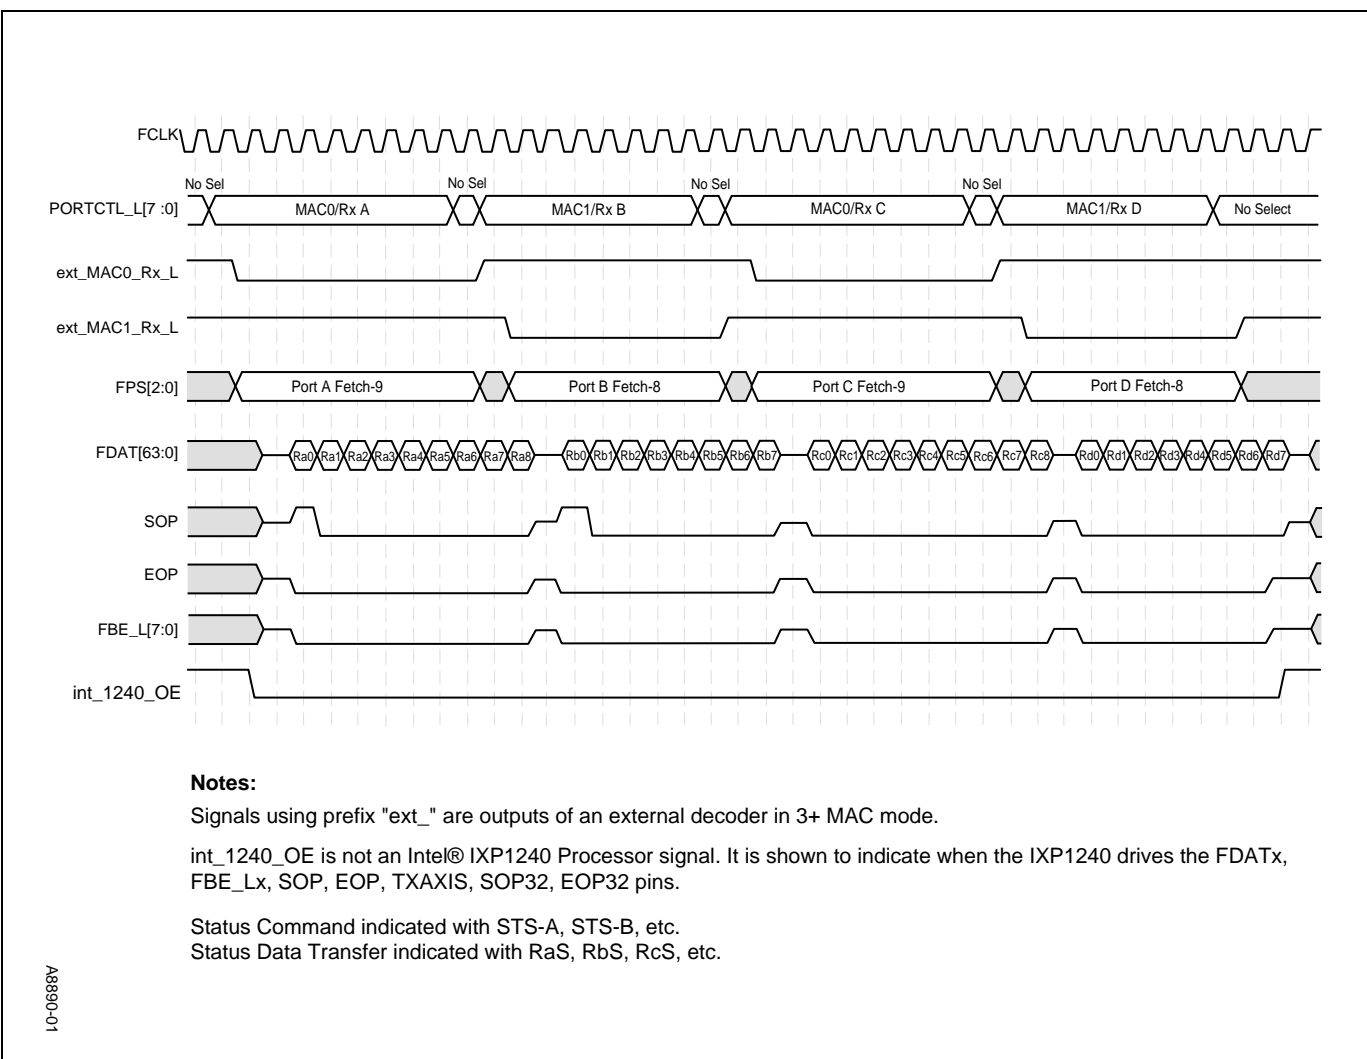 FCLK
No Sel No Sel No Sel No Sel
PORTCTL_L[7 :0] MAC0/Rx A MAC1/Rx B MAC0/Rx C MAC1/Rx D No Select
ext_MAC0_Rx_L
ext_MAC1_Rx_L
FPS[2:0] Port A Fetch-9 Port B Fetch-8 Port C Fetch-9 Port D Fetch-8
FDAT[63:0] Ra0 Ra1 Ra2 Ra3 Ra4 Ra5 Ra6 Ra7 Ra8 Rb0 Rb1 Rb2 Rb3 Rb4 Rb5 Rb6 Rb7 Rc0 Rc1 Rc2 Rc3 Rc4 Rc5 Rc6 Rc7 Rc8 Rd0 Rd1 Rd2 Rd3 Rd4 Rd5 Rd6 Rd7
SOP
EOP
FBE_L[7:0]
int_1240_OE
Notes:
Signals using prefix "ext_" are outputs of an external decoder in 3+ MAC mode.
int_1240_OE is not an Intel® IXP1240 Processor signal. It is shown to indicate when the IXP1240 drives the FDATx,
FBE_Lx, SOP, EOP, TXAXIS, SOP32, EOP32 pins.
Status Command indicated with STS-A, STS-B, etc.
Status Data Transfer indicated with RaS, RbS, RcS, etc.
A8890-01